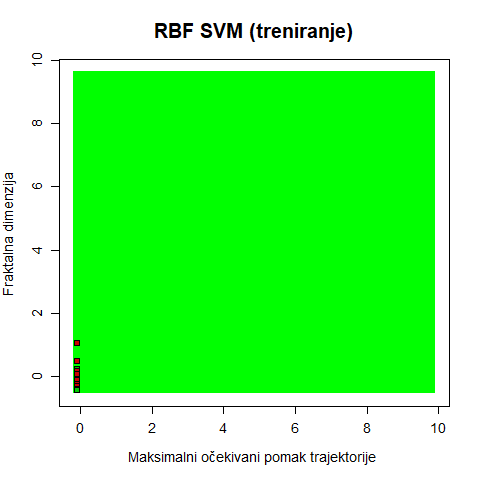 RBF SVM (treniranje)
10
8
6
4
2
0
Fraktalna dimenzija
0 2 4 6 8 10
Maksimalni očekivani pomak trajektorije